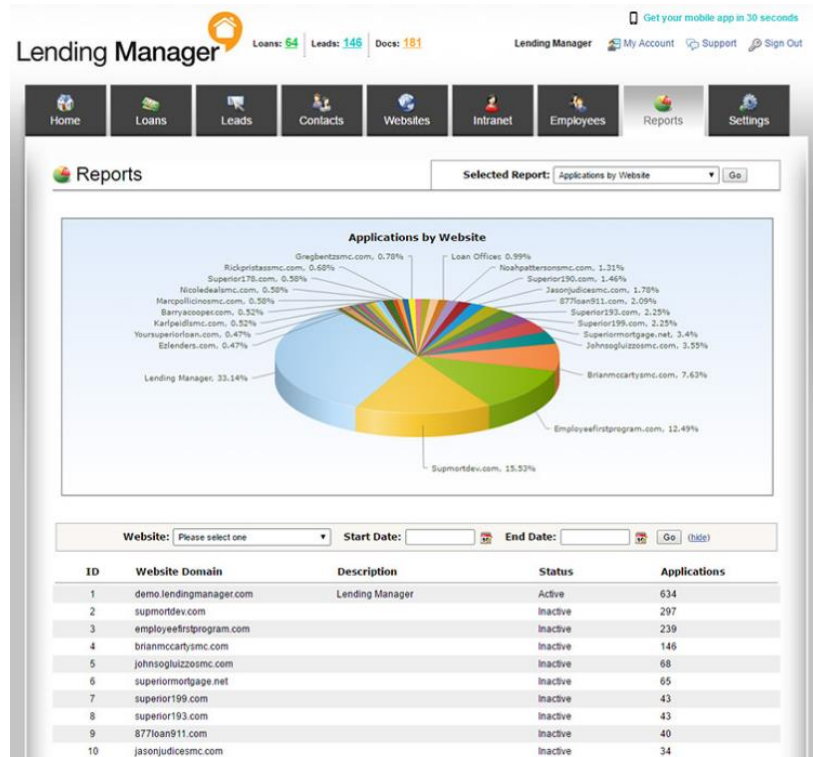 Get your mobile app in 30 seconds
Lending Manager
Loans: 64 Leads: 146 Docs: 181
Lending Manager My Account Support Sign Out
Home Loans Leads Contacts Websites Intranet Employees Reports Settings
Reports
Selected Report: Applications by Website Go
Applications by Website
Gregbentzsmc.com, 0.78%
Loan Offices 0.99%
Rickpristassmc.com, 0.68%
Noahpattersonsmc.com, 1.31%
Superior178.com, 0.58%
Superior190.com, 1.46%
Nicoledealsmc.com, 0.58%
Jasonjudicesmc.com, 1.78%
Marcpollicinosmc.com, 0.58%
877loan911.com, 2.09%
Barryacooper.com, 0.52%
Superior193.com, 2.25%
Karlpeidlsmc.com, 0.52%
Superior199.com, 2.25%
Yoursuperiorloan.com, 0.47%
Superiormortgage.net, 3.4%
Ezlenders.com, 0.47%
Johnsogluizzosmc.com, 3.55%
Lending Manager, 33.14%
Brianmccartysmc.com, 7.63%
Employeefirstprogram.com, 12.49%
Supmortdev.com, 15.53%
Website: Please select one Start Date: End Date: Go (hide)
ID Website Domain Description Status Applications
1 demo.lendingmanager.com Lending Manager Active 634
2 supmortdev.com Inactive 297
3 employeefirstprogram.com Inactive 239
4 brianmccartysmc.com Inactive 146
5 johnsogluizzosmc.com Inactive 68
6 superiormortgage.net Inactive 65
7 superior199.com Inactive 43
8 superior193.com Inactive 43
9 877loan911.com Inactive 40
10 jasonjudicesmc.com Inactive 34